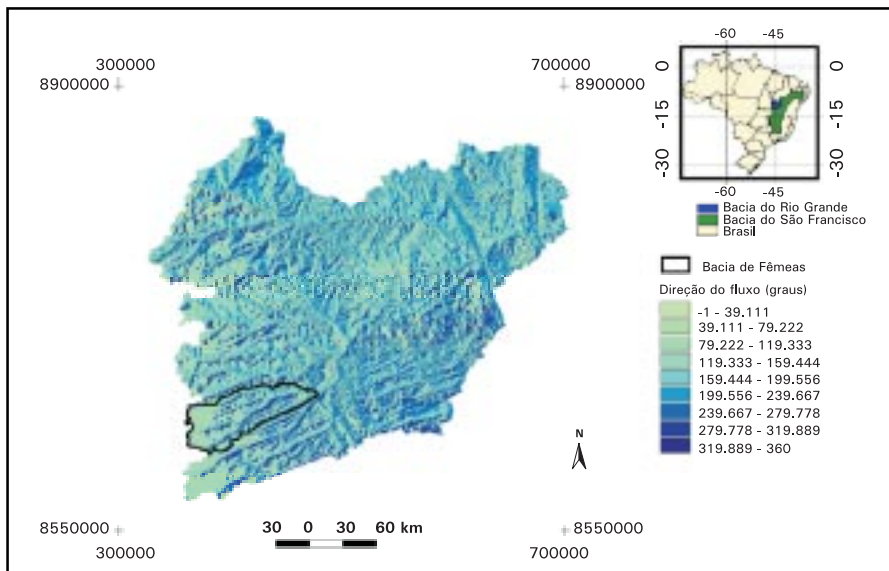 300000
8900000
700000
8900000
-60 -45
0
-15
-30
0
-15
-30
-60 -45
Bacia do Rio Grande
Bacia do São Francisco
Brasil
Bacia de Fêmeas
Direção do fluxo (graus)
-1 - 39.111
39.111 - 79.222
79.222 - 119.333
119.333 - 159.444
159.444 - 199.556
199.556 - 239.667
239.667 - 279.778
279.778 - 319.889
319.889 - 360
N
8550000
300000
30 0 30 60 km
8550000
700000